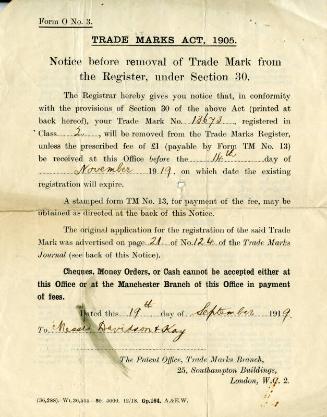 Form O No. 3.
TRADE MARKS ACT, 1905.
Notice before removal of Trade Mark from
the Register, under Section 30.
The Registrar hereby gives you notice that, in conformity
with the provisions of Section 30 of the above Act (printed at
back hereof), your Trade Mark No. 13673, registered in
Class 2, will be removed from the Trade Marks Register,
unless the prescribed fee of £1 (payable by Form TM No. 13)
be received at this Office before the 14th day of
November 1919, on which date the existing
registration will expire.
A stamped form TM No. 13, for payment of the fee, may
be obtained as directed at the back of this Notice.
The original application for registration of the said Trade
Mark was advertised on page 21 of No. 124 of the Trade Marks
Journal (see back of this Notice).
Cheques, Money Orders, or Cash cannot be accepted either at
this Office or at the Manchester Branch of this Office in payment
of fees.
Dated this 19th day of September 1919
To Messrs Davidson & Kay
The Patent Office, Trade Marks Branch,
25, Southampton Buildings,
London, W. 2.
(36,288). Wt. 5000. 12/18. Gp. 164. A.&E.W.